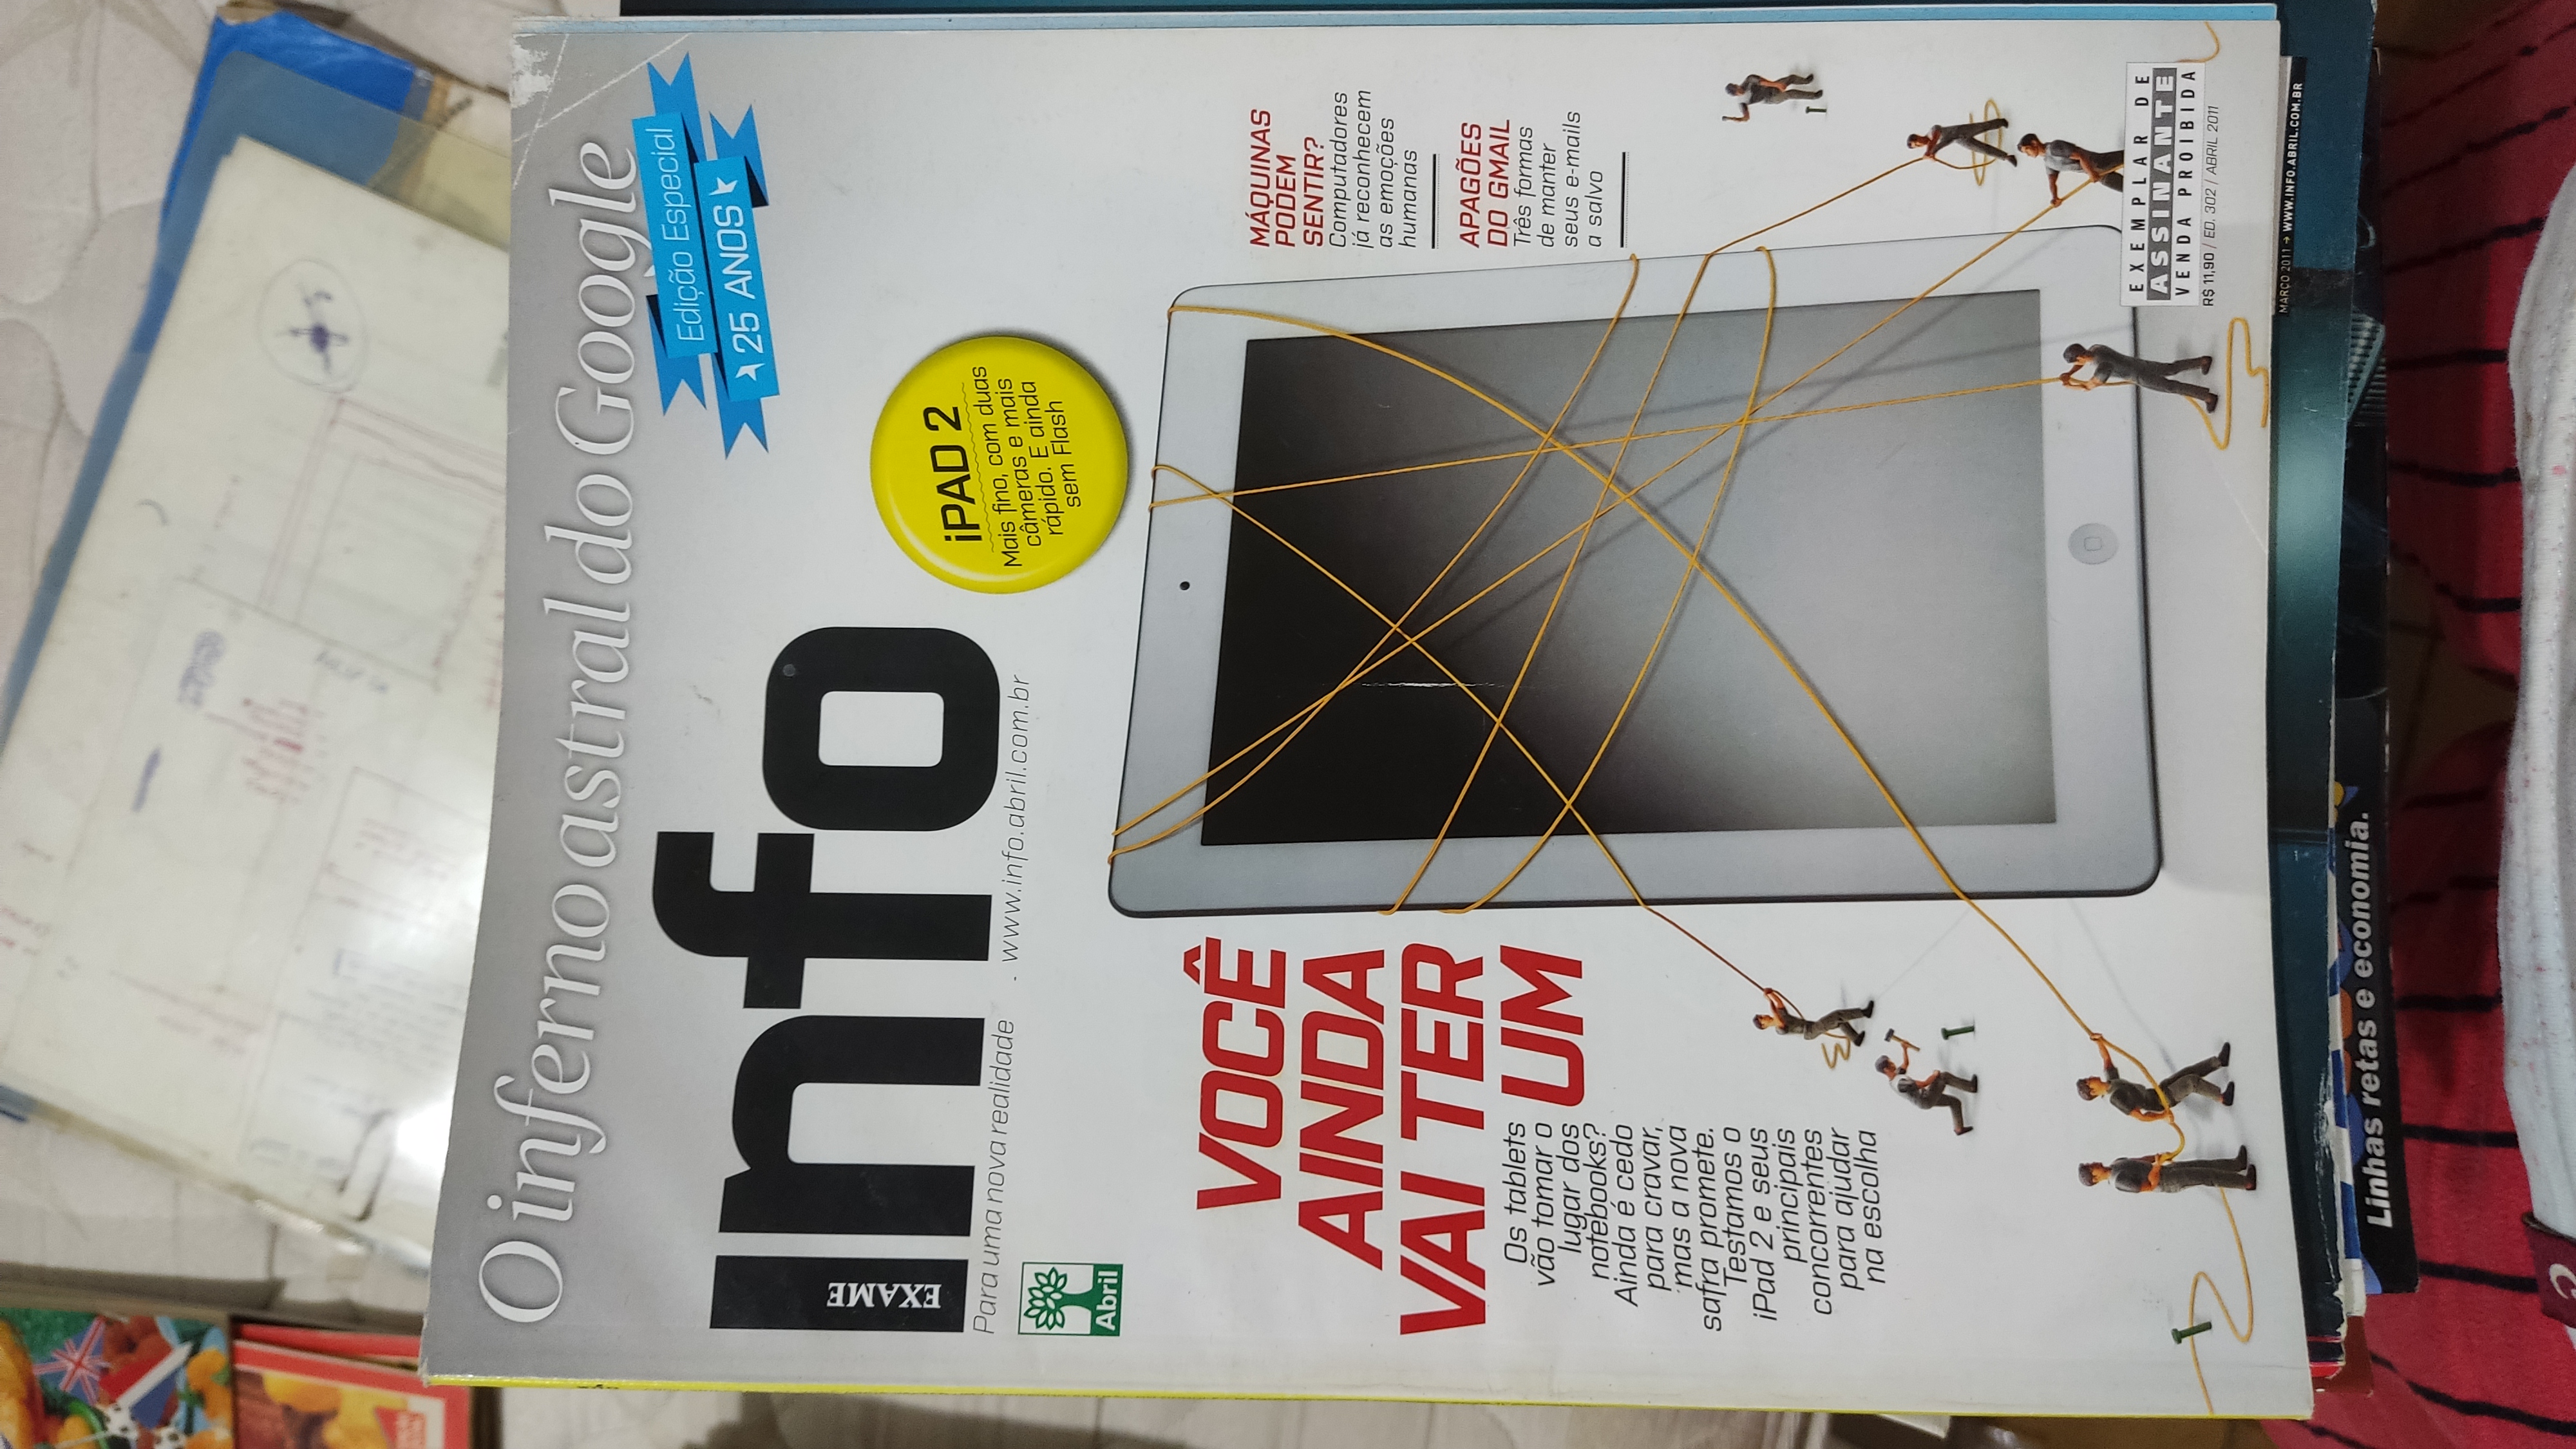 O inferno astral do Google
Edição Especial
25 ANOS
info
EXAME
Para uma nova realidade
www.info.abril.com.br
Abril
iPAD 2
Mais fino, com duas
câmeras e mais
rápido. E ainda
sem Flash
VOCÊ
AINDA
VAI TER
UM
Os tablets
vão tomar o
lugar dos
notebooks?
Ainda é cedo
para cravar,
mas a nova
safra promete.
Testamos o
iPad 2 e seus
principais
concorrentes
para ajudar
na escolha
MÁQUINAS
PODEM
SENTIR?
Computadores
já reconhecem
as emoções
humanas
APAGÕES
DO GMAIL
Três formas
de manter
seus e-mails
a salvo
EXEMPLAR DE
ASSINANTE
VENDA PROIBIDA
R$ 11,90 / ED. 302 / ABRIL 2011
MARÇO 2011 → WWW.INFO.ABRIL.COM.BR
Linhas retas e economia.